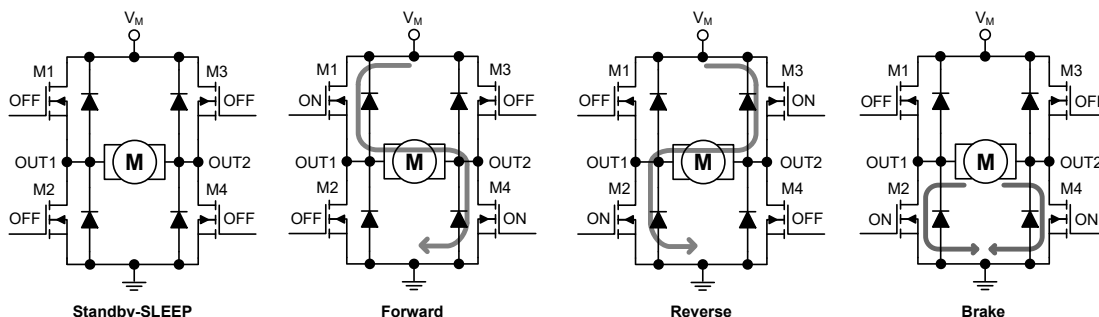 VM
M1
M3
OFF
OFF
OUT1
M
OUT2
M2
M4
OFF
OFF
Standby-SLEEP
VM
M1
M3
ON
OFF
OUT1
M
OUT2
M2
M4
OFF
ON
Forward
VM
M1
M3
OFF
ON
OUT1
M
OUT2
M2
M4
ON
OFF
Reverse
VM
M1
M3
OFF
OFF
OUT1
M
OUT2
M2
M4
ON
ON
Brake